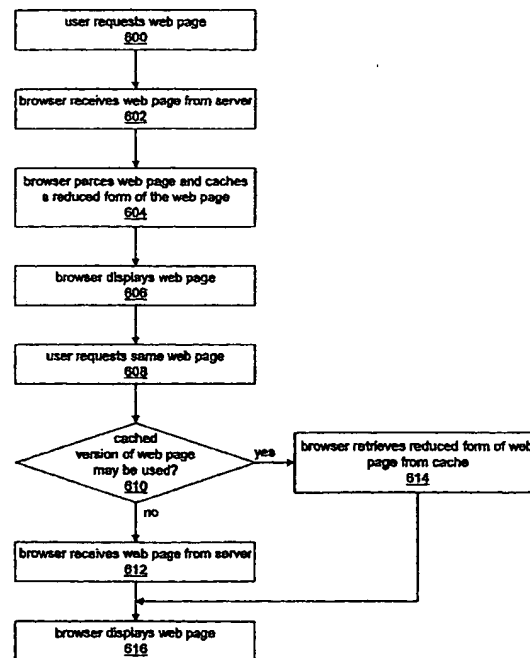 user requests web page
600
browser receives web page from server
602
browser parces web page and caches
a reduced form of the web page
604
browser displays web page
606
user requests same web page
608
cached
version of web page
may be used?
610
yes
browser retrieves reduced form of web
page from cache
614
no
browser receives web page from server
612
browser displays web page
616